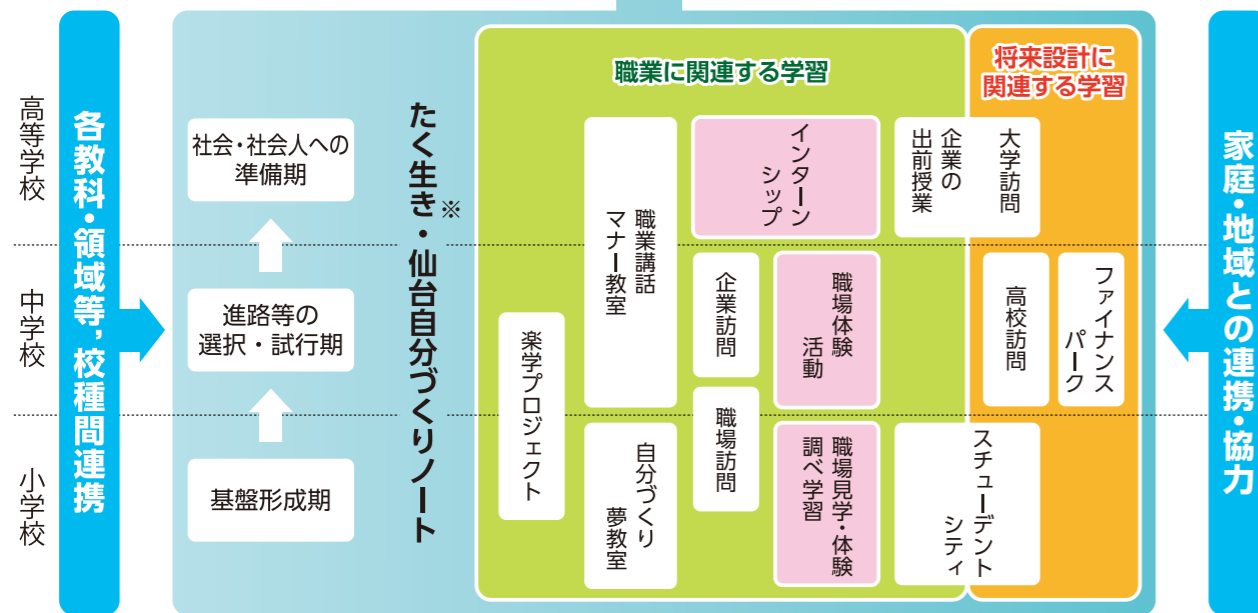 高等学校
中学校
小学校
各教科・領域等，校種間連携
社会・社会人への
準備期
進路等の
選択・試行期
基盤形成期
たく生き※・仙台自分づくりノート
職業に関連する学習
将来設計に
関連する学習
楽学プロジェクト
職業講話
マナー教室
自分づくり
夢教室
インターン
シップ
企業訪問
職場訪問
職場体験
活動
職場見学・体験
調べ学習
企業の
出前授業
大学訪問
高校訪問
ファイナンス
パーク
スチューデント
シティ
家庭・地域との連携・協力